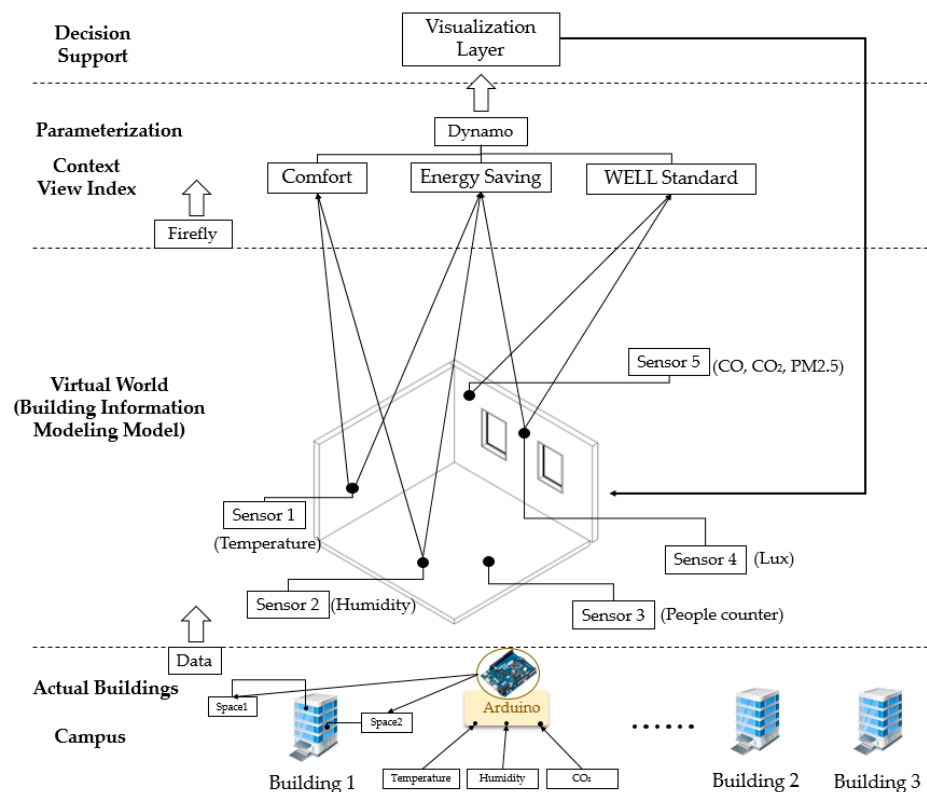 Decision
Support
Visualization
Layer
Parameterization
Dynamo
Context
View Index
Comfort
Energy Saving
WELL Standard
Firefly
Virtual World
(Building Information
Modeling Model)
Sensor 5 (CO, CO₂, PM2.5)
Sensor 1
(Temperature)
Sensor 4 (Lux)
Sensor 2 (Humidity)
Sensor 3 (People counter)
Data
Actual Buildings
Campus
Space1
Space2
Arduino
Temperature
Humidity
CO₂
......
Building 1
Building 2
Building 3